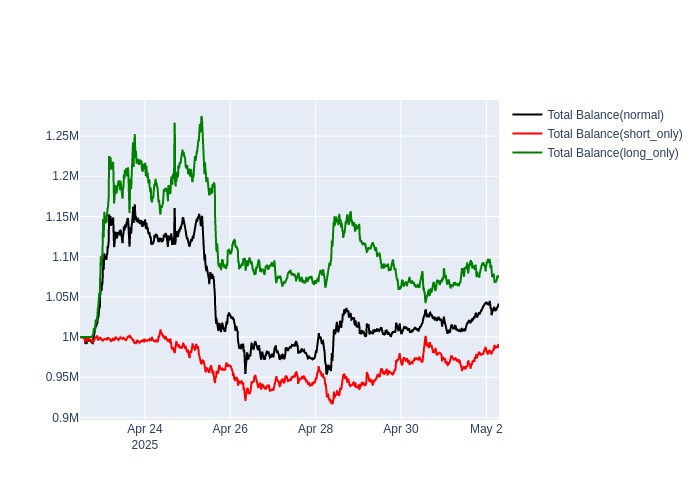 Total Balance(normal)
Total Balance(short_only)
Total Balance(long_only)
1.25M
1.2M
1.15M
1.1M
1.05M
1M
0.95M
0.9M
Apr 24
2025
Apr 26
Apr 28
Apr 30
May 2